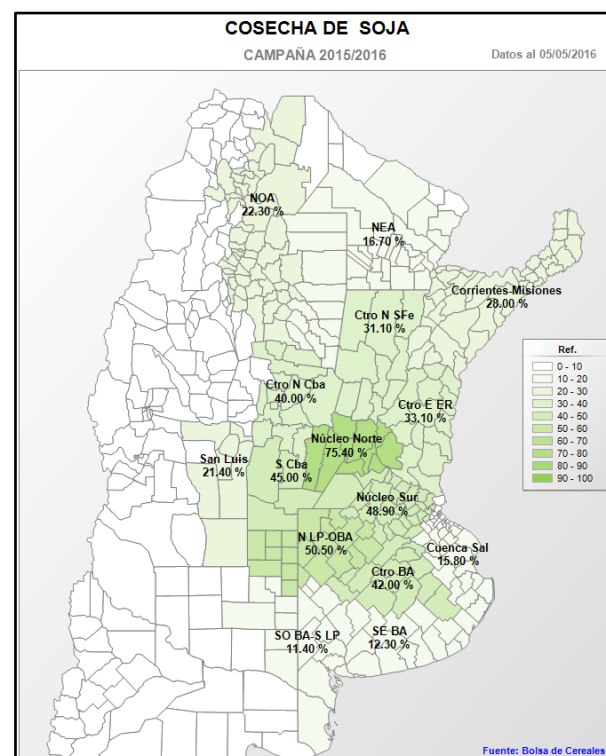 COSECHA DE SOJA
CAMPAÑA 2015/2016
Datos al 05/05/2016
NOA
22.30 %
NEA
16.70 %
Corrientes-Misiones
28.00 %
Ctro N SFe
31.10 %
Ctro N Cba
40.00 %
Ctro E ER
33.10 %
Núcleo Norte
75.40 %
San Luis
21.40 %
S Cba
45.00 %
Núcleo Sur
48.90 %
N LP-OBA
50.50 %
Cuenca Sal
15.80 %
Ctro BA
42.00 %
SO BA-S LP
11.40 %
SE BA
12.30 %
Ref.
0 - 10
10 - 20
20 - 30
30 - 40
40 - 50
50 - 60
60 - 70
70 - 80
80 - 90
90 - 100
Fuente: Bolsa de Cereales